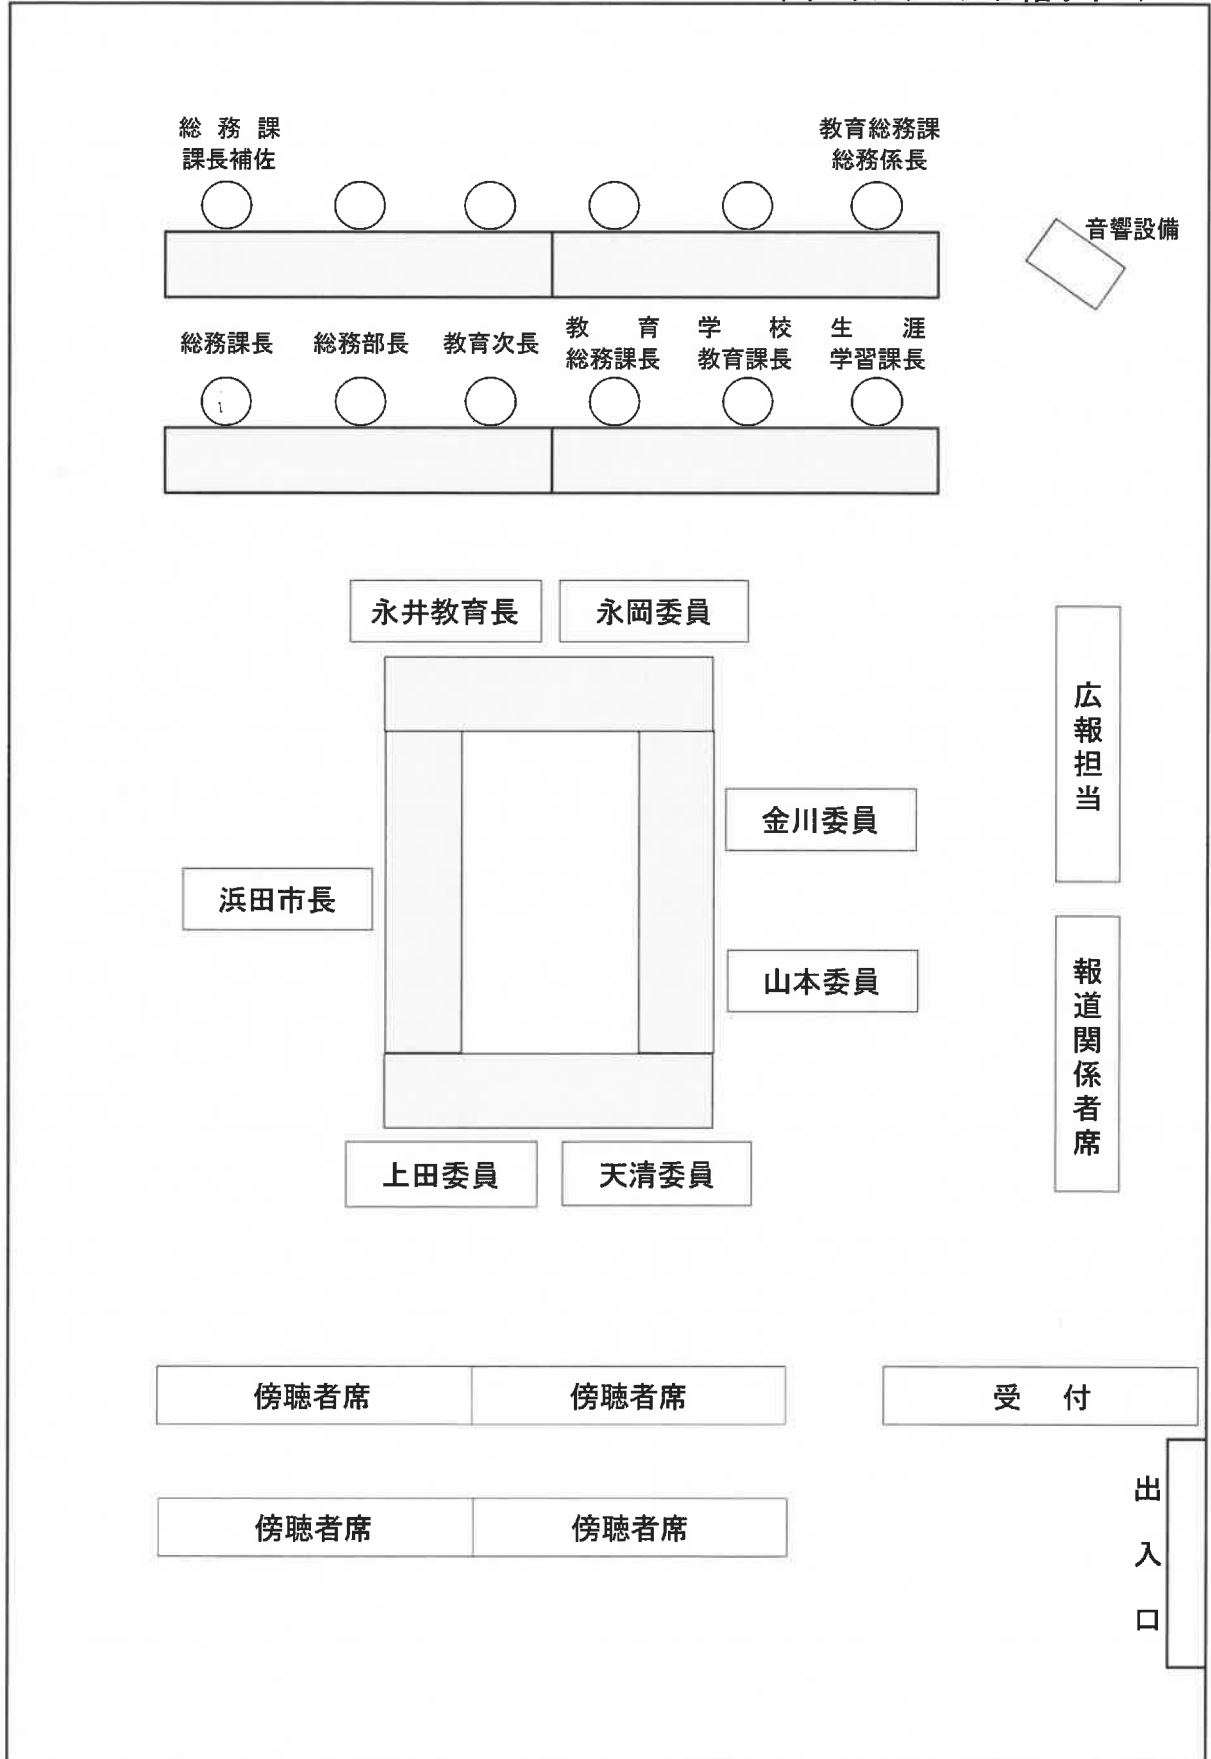 総務課
課長補佐
教育総務課
総務係長
音響設備
総務課長
総務部長
教育次長
教育
総務課長
学校
教育課長
生涯
学習課長
永井教育長
永岡委員
広報担当
金川委員
浜田市長
山本委員
報道関係者席
上田委員
天清委員
傍聴者席
傍聴者席
受付
傍聴者席
傍聴者席
出入口